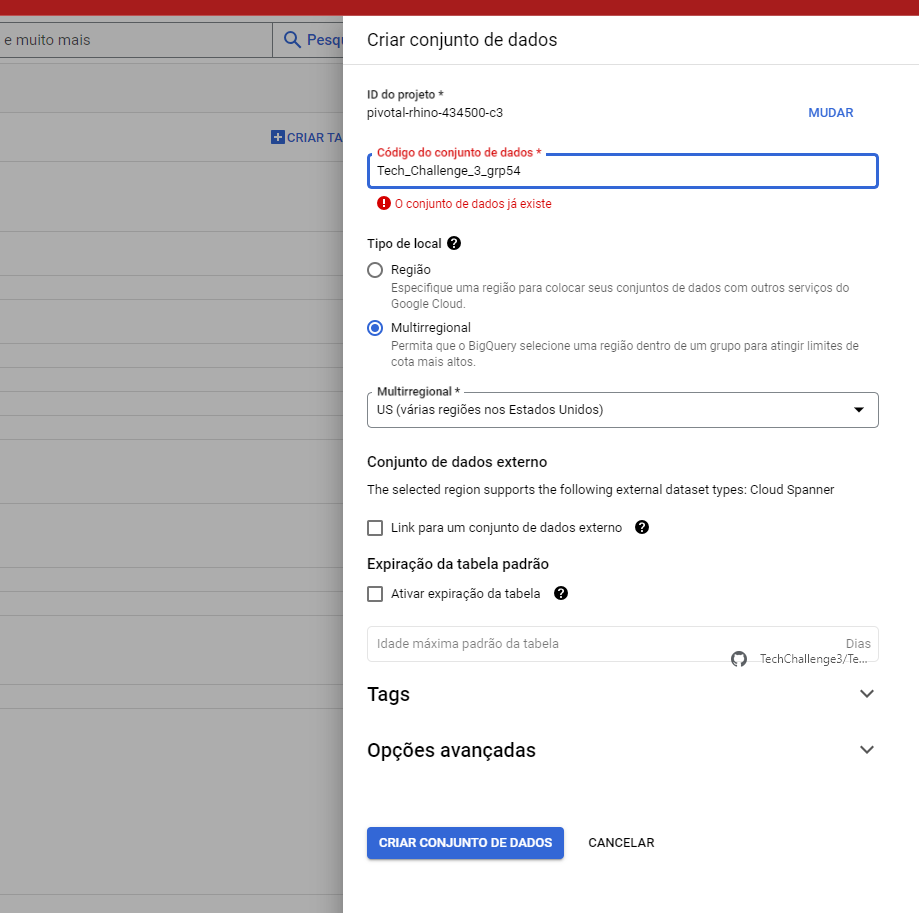 e muito mais
Pesqu
CRIAR TA
Criar conjunto de dados
ID do projeto *
pivotal-rhino-434500-c3
MUDAR
Código do conjunto de dados *
Tech_Challenge_3_grp54
O conjunto de dados já existe
Tipo de local
Região
Especifique uma região para colocar seus conjuntos de dados com outros serviços do
Google Cloud.
Multirregional
Permita que o BigQuery selecione uma região dentro de um grupo para atingir limites de
cota mais altos.
Multirregional *
US (várias regiões nos Estados Unidos)
Conjunto de dados externo
The selected region supports the following external dataset types: Cloud Spanner
Link para um conjunto de dados externo
Expiração da tabela padrão
Ativar expiração da tabela
Idade máxima padrão da tabela
Dias
TechChallenge3/Te...
Tags
Opções avançadas
CRIAR CONJUNTO DE DADOS
CANCELAR